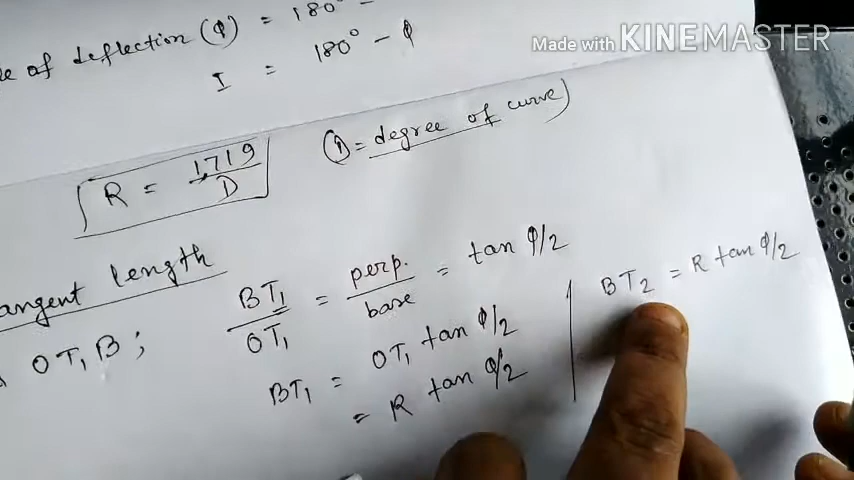 Made with KINEMASTER
of deflection (φ) = 180° -
I = 180° - φ
R = 1719/D (D = degree of curve)
angent length
OT₁B; BT₁/OT₁ = perp./base = tan φ/2
BT₁ = OT₁ tan φ/2
= R tan φ/2
BT₂ = R tan φ/2